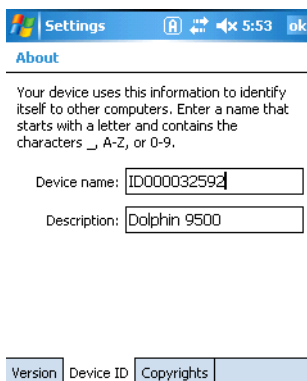 Settings 5:53 ok
About
Your device uses this information to identify
itself to other computers. Enter a name that
starts with a letter and contains the
characters _, A-Z, or 0-9.
Device name: ID000032592
Description: Dolphin 9500
Version Device ID Copyrights